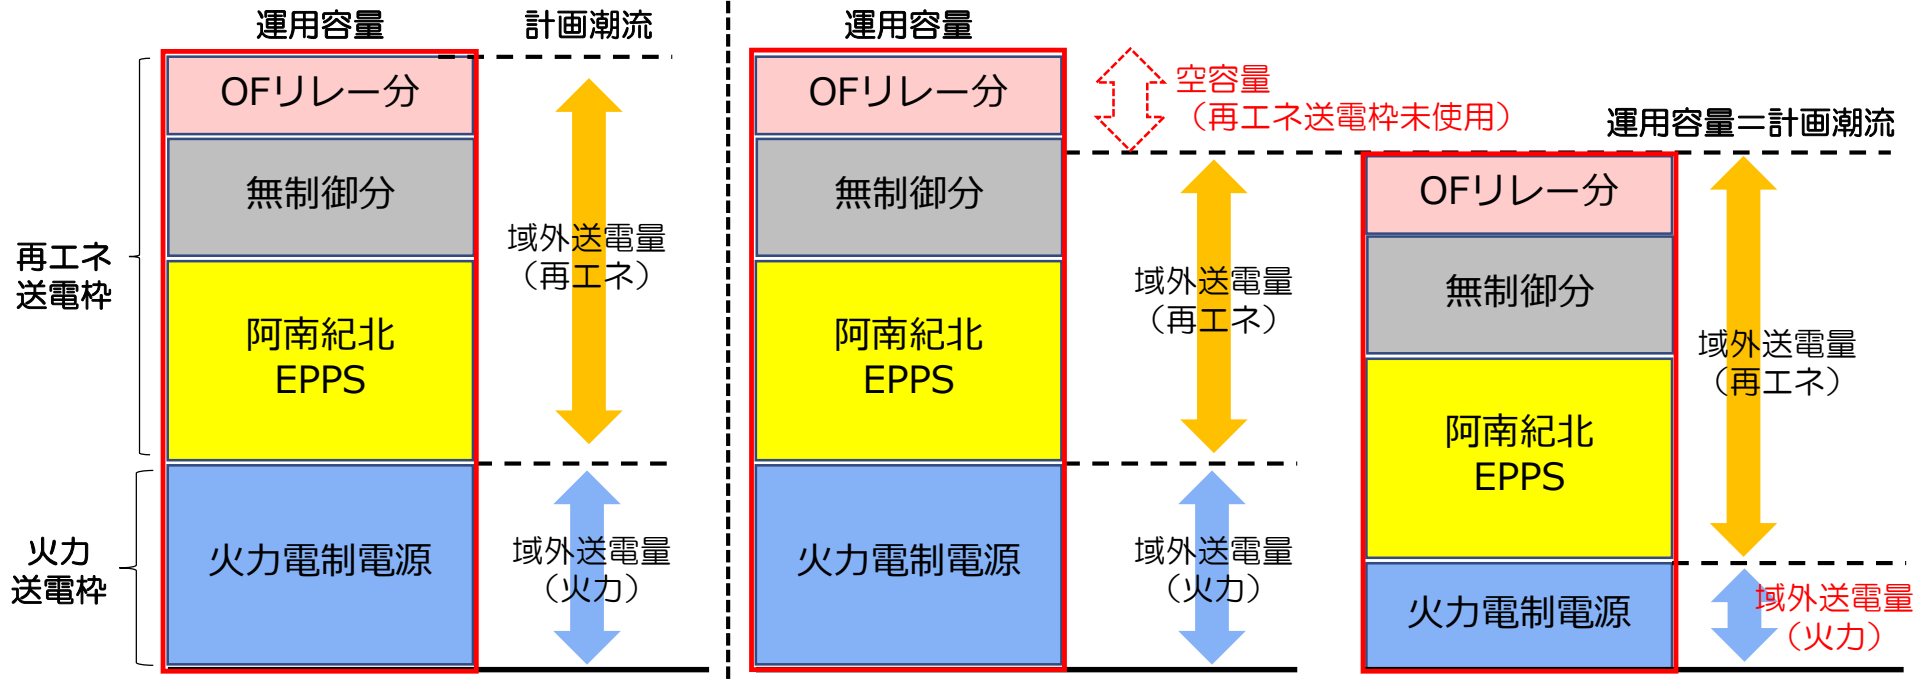 運用容量
計画潮流
OFリレー分
無制御分
阿南紀北
EPPS
火力電制電源
再エネ
送電枠
火力
送電枠
域外送電量
（再エネ）
域外送電量
（火力）
運用容量
OFリレー分
無制御分
阿南紀北
EPPS
火力電制電源
空容量
（再エネ送電枠未使用）
域外送電量
（再エネ）
域外送電量
（火力）
運用容量＝計画潮流
OFリレー分
無制御分
阿南紀北
EPPS
火力電制電源
域外送電量
（再エネ）
域外送電量
（火力）